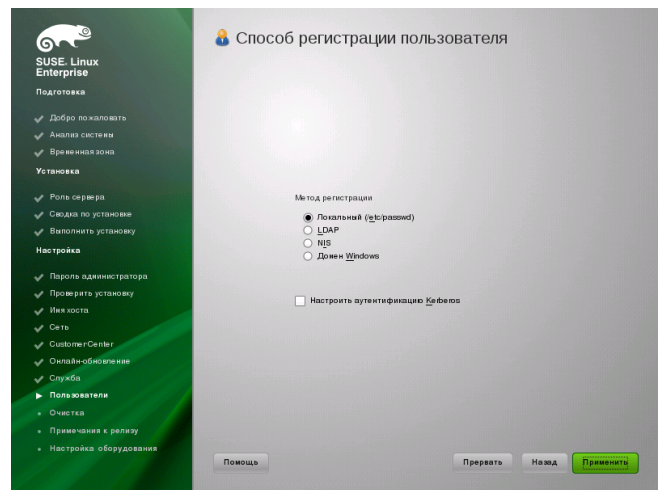 SUSE. Linux
Enterprise
Подготовка
Добро пожаловать
Анализ системы
Временная зона
Установка
Роль сервера
Сводка по установке
Выполнить установку
Настройка
Пароль администратора
Проверить установку
Имя хоста
Сеть
Customer Center
Онлайн-обновление
Служба
Пользователи
Очистка
Примечания к релизу
Настройка оборудования
Способ регистрации пользователя
Метод регистрации
Локальный (/etc/passwd)
LDAP
NIS
Домен Windows
Настроить аутентификацию Kerberos
Помощь
Прервать
Назад
Применить